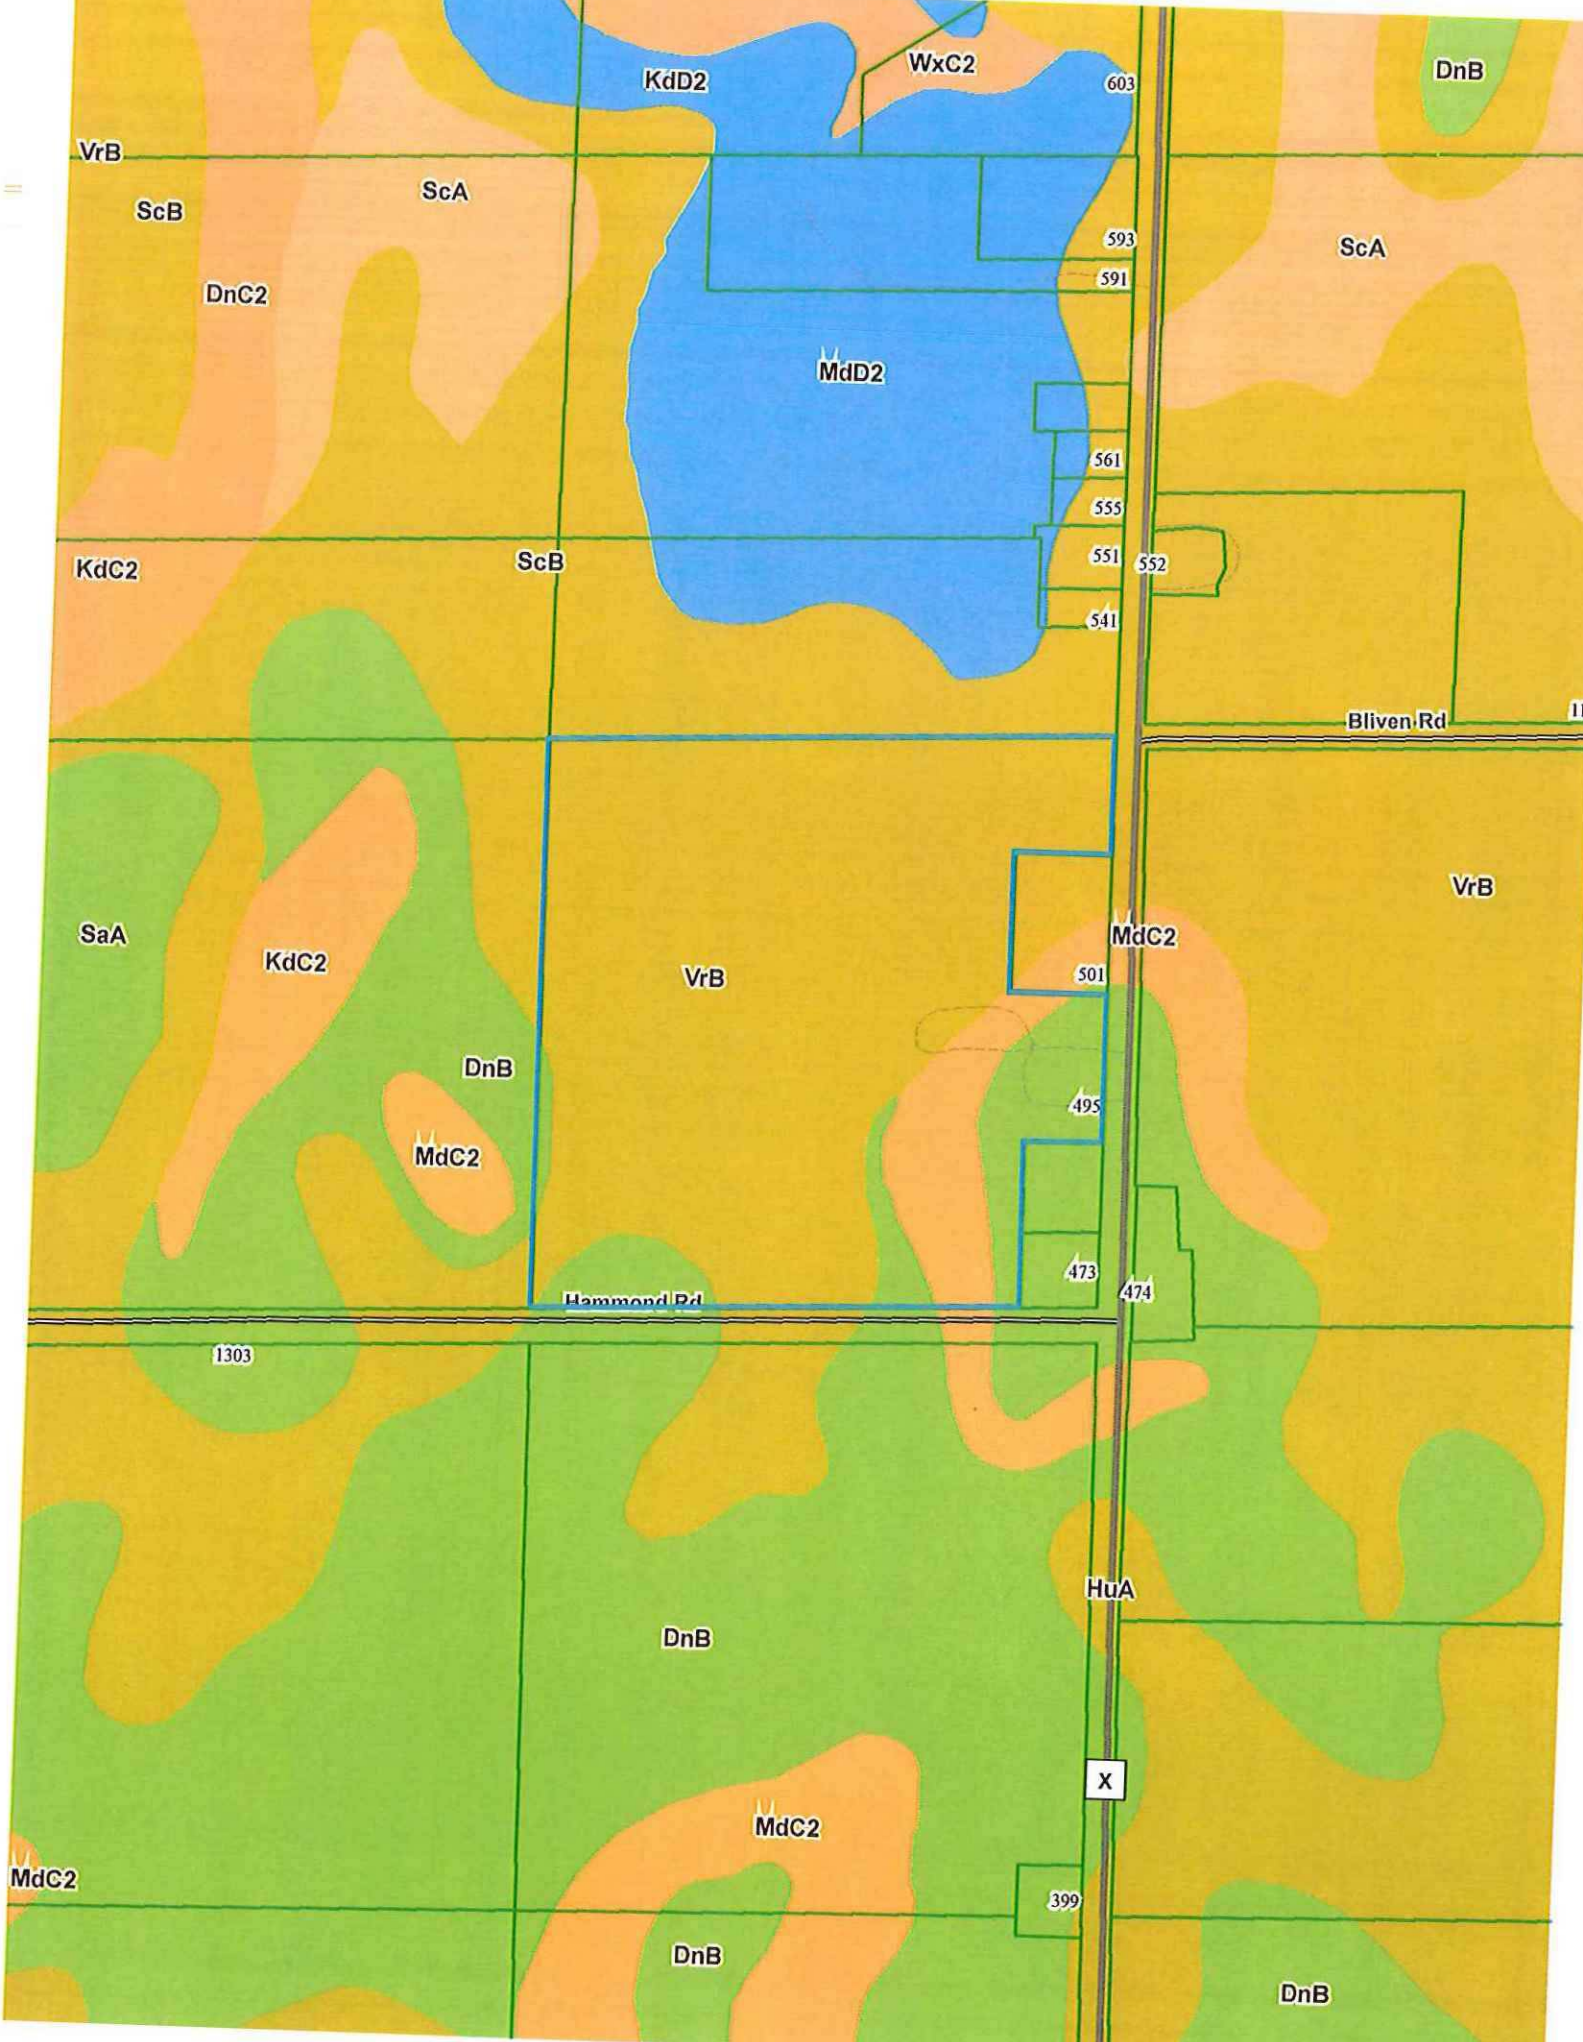 KdD2
WxC2
603
DnB
VrB
ScB
ScA
593
ScA
DnC2
591
MdD2
561
555
551
552
KdC2
ScB
541
Bliven Rd
11
VrB
SaA
MdC2
KdC2
VrB
501
DnB
495
MdC2
473
474
Hammond Rd
1303
HuA
DnB
X
MdC2
MdC2
399
DnB
DnB